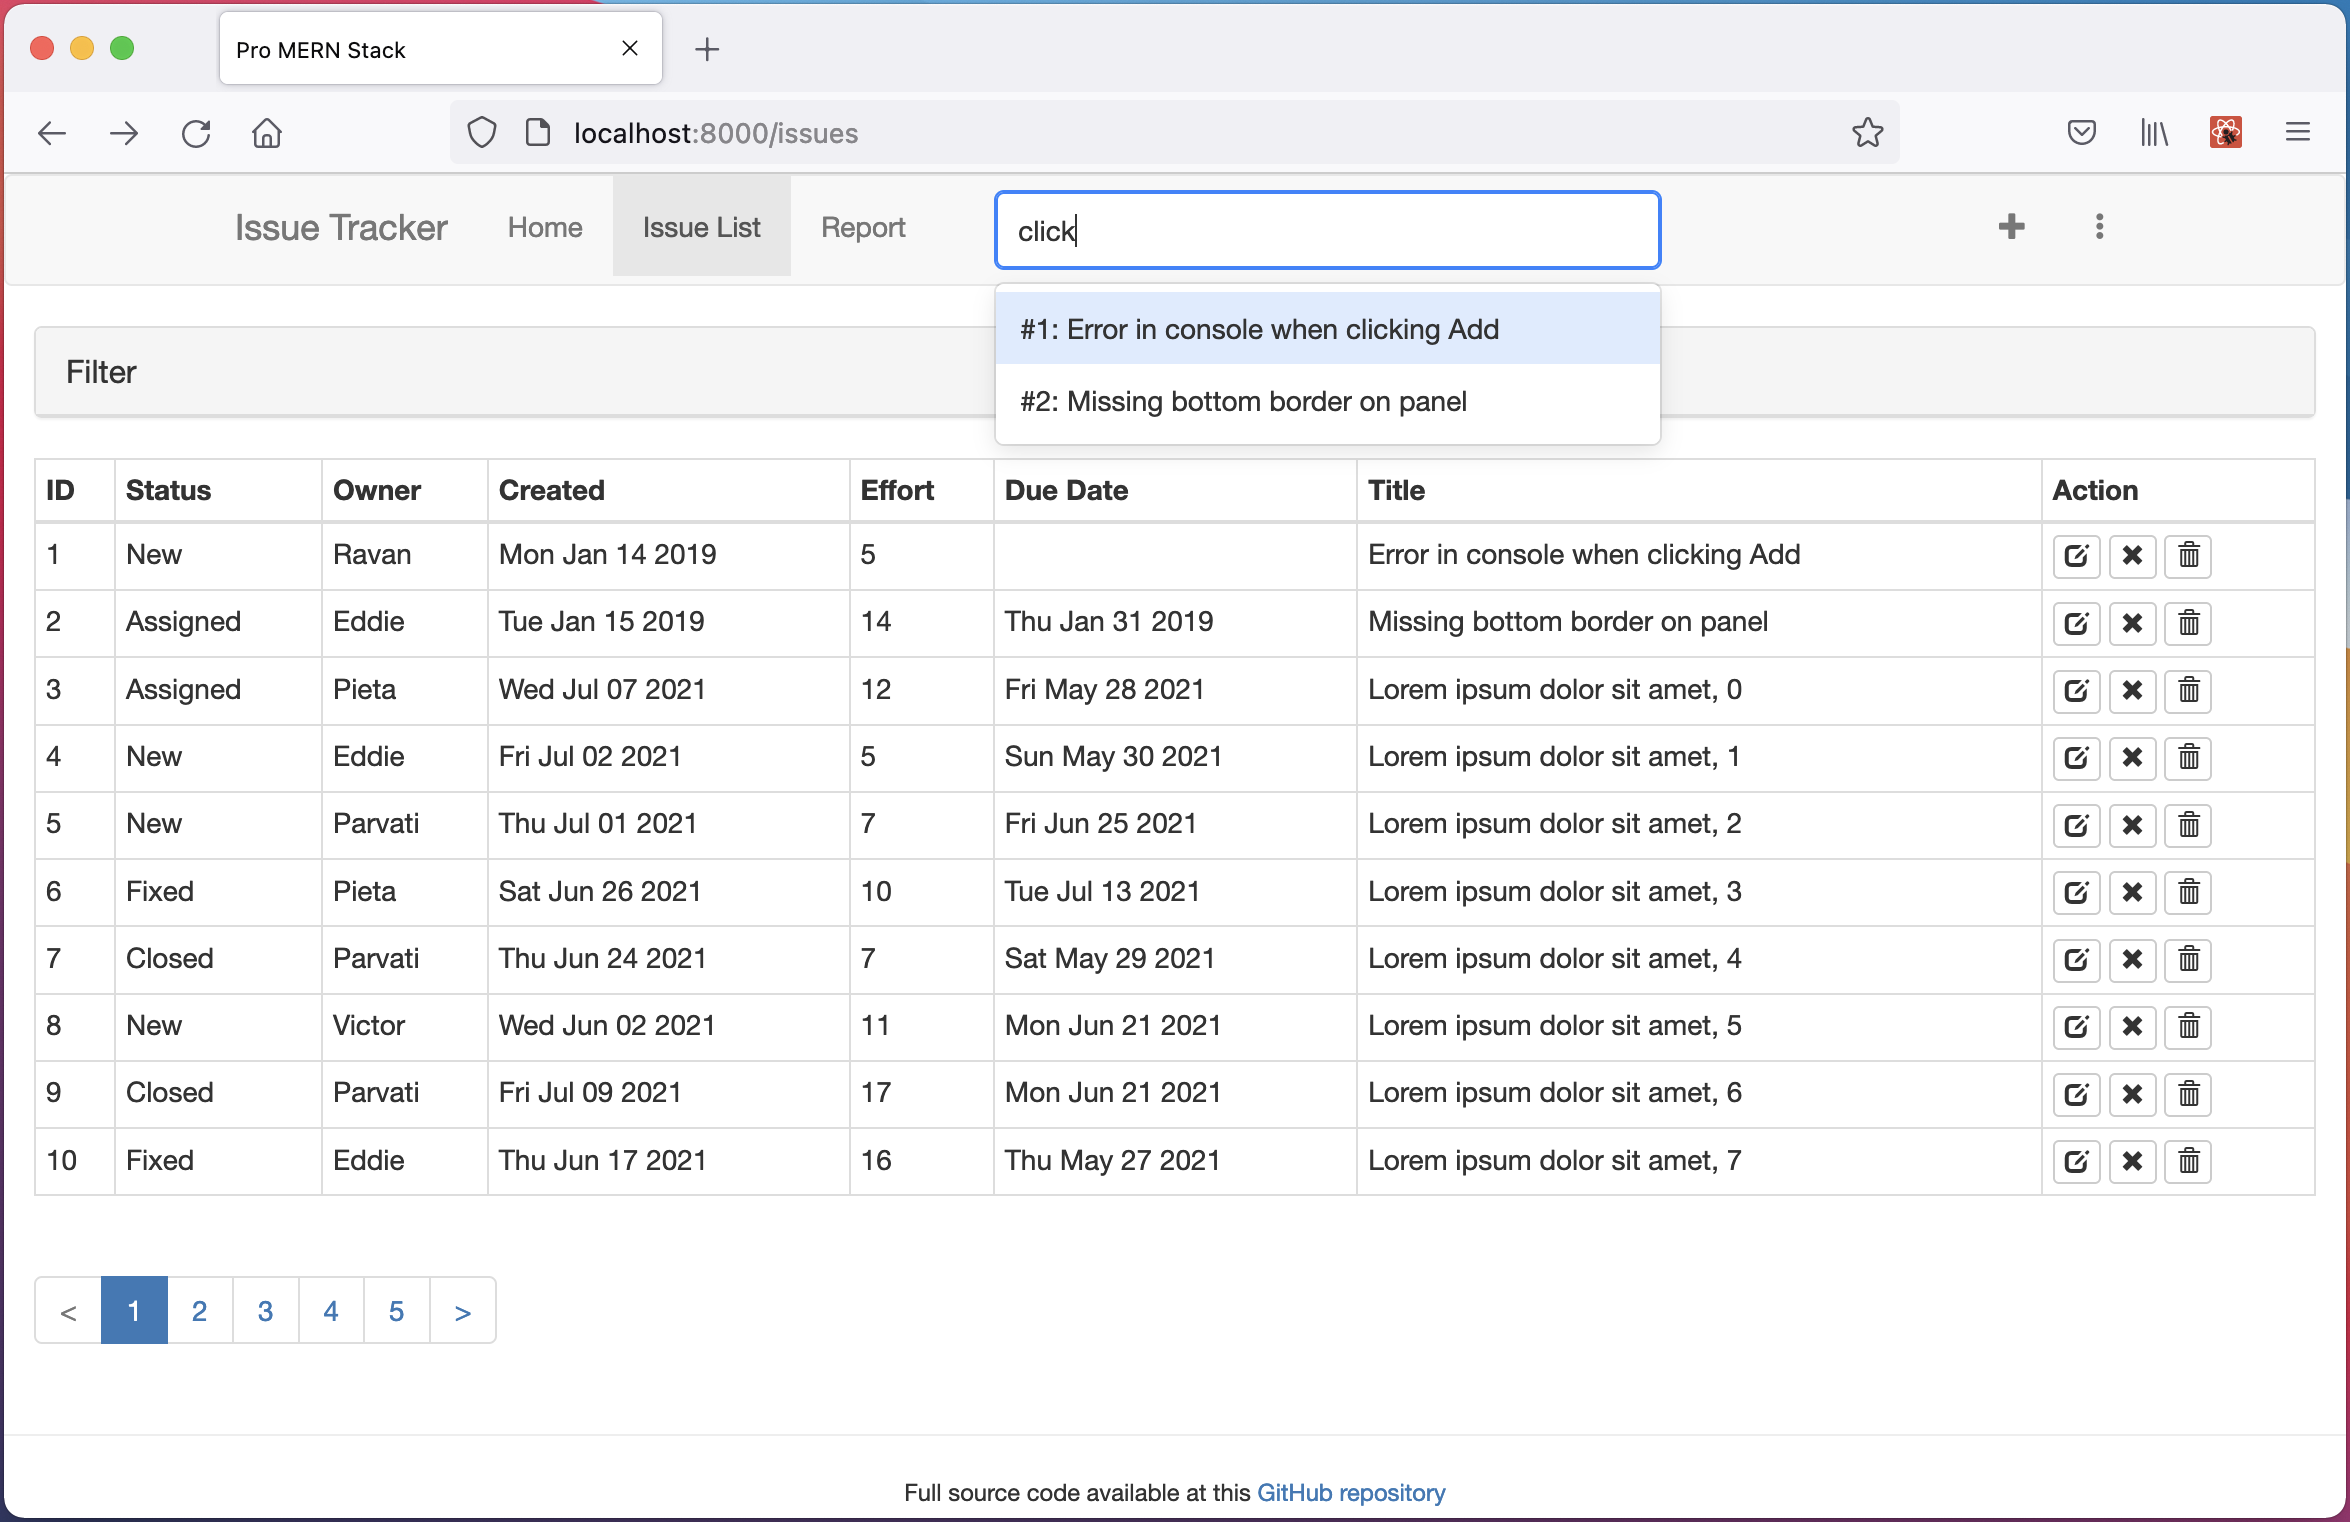 Pro MERN Stack
localhost:8000/issues
Issue Tracker Home Issue List Report click
#1: Error in console when clicking Add
#2: Missing bottom border on panel
Filter
ID Status Owner Created Effort Due Date Title Action
1 New Ravan Mon Jan 14 2019 5 Error in console when clicking Add
2 Assigned Eddie Tue Jan 15 2019 14 Thu Jan 31 2019 Missing bottom border on panel
3 Assigned Pieta Wed Jul 07 2021 12 Fri May 28 2021 Lorem ipsum dolor sit amet, 0
4 New Eddie Fri Jul 02 2021 5 Sun May 30 2021 Lorem ipsum dolor sit amet, 1
5 New Parvati Thu Jul 01 2021 7 Fri Jun 25 2021 Lorem ipsum dolor sit amet, 2
6 Fixed Pieta Sat Jun 26 2021 10 Tue Jul 13 2021 Lorem ipsum dolor sit amet, 3
7 Closed Parvati Thu Jun 24 2021 7 Sat May 29 2021 Lorem ipsum dolor sit amet, 4
8 New Victor Wed Jun 02 2021 11 Mon Jun 21 2021 Lorem ipsum dolor sit amet, 5
9 Closed Parvati Fri Jul 09 2021 17 Mon Jun 21 2021 Lorem ipsum dolor sit amet, 6
10 Fixed Eddie Thu Jun 17 2021 16 Thu May 27 2021 Lorem ipsum dolor sit amet, 7
< 1 2 3 4 5 >
Full source code available at this GitHub repository